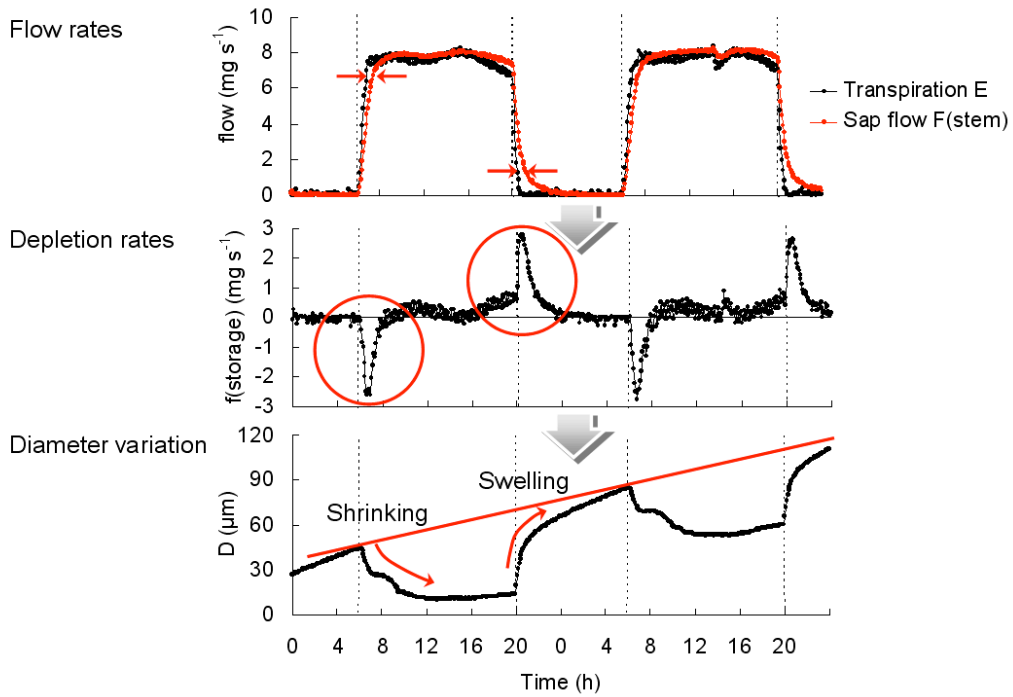 Flow rates
flow (mg s⁻¹)
10
8
6
4
2
0
Transpiration E
Sap flow F(stem)
Depletion rates
f(storage) (mg s⁻¹)
3
2
1
0
-1
-2
-3
Diameter variation
D (µm)
120
90
60
30
0
Shrinking
Swelling
0 4 8 12 16 20 0 4 8 12 16 20 24
Time (h)